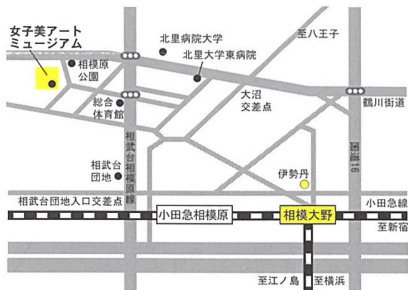 女子美アート
ミュージアム
相模原
公園
北里病院大学
北里大学東病院
至八王子
大沼
交差点
鶴川街道
総合
体育館
相武台相模原線
国道16
相武台
団地
伊勢丹
相武台団地入口交差点
小田急線
小田急相模原
相模大野
至新宿
至江ノ島
至横浜